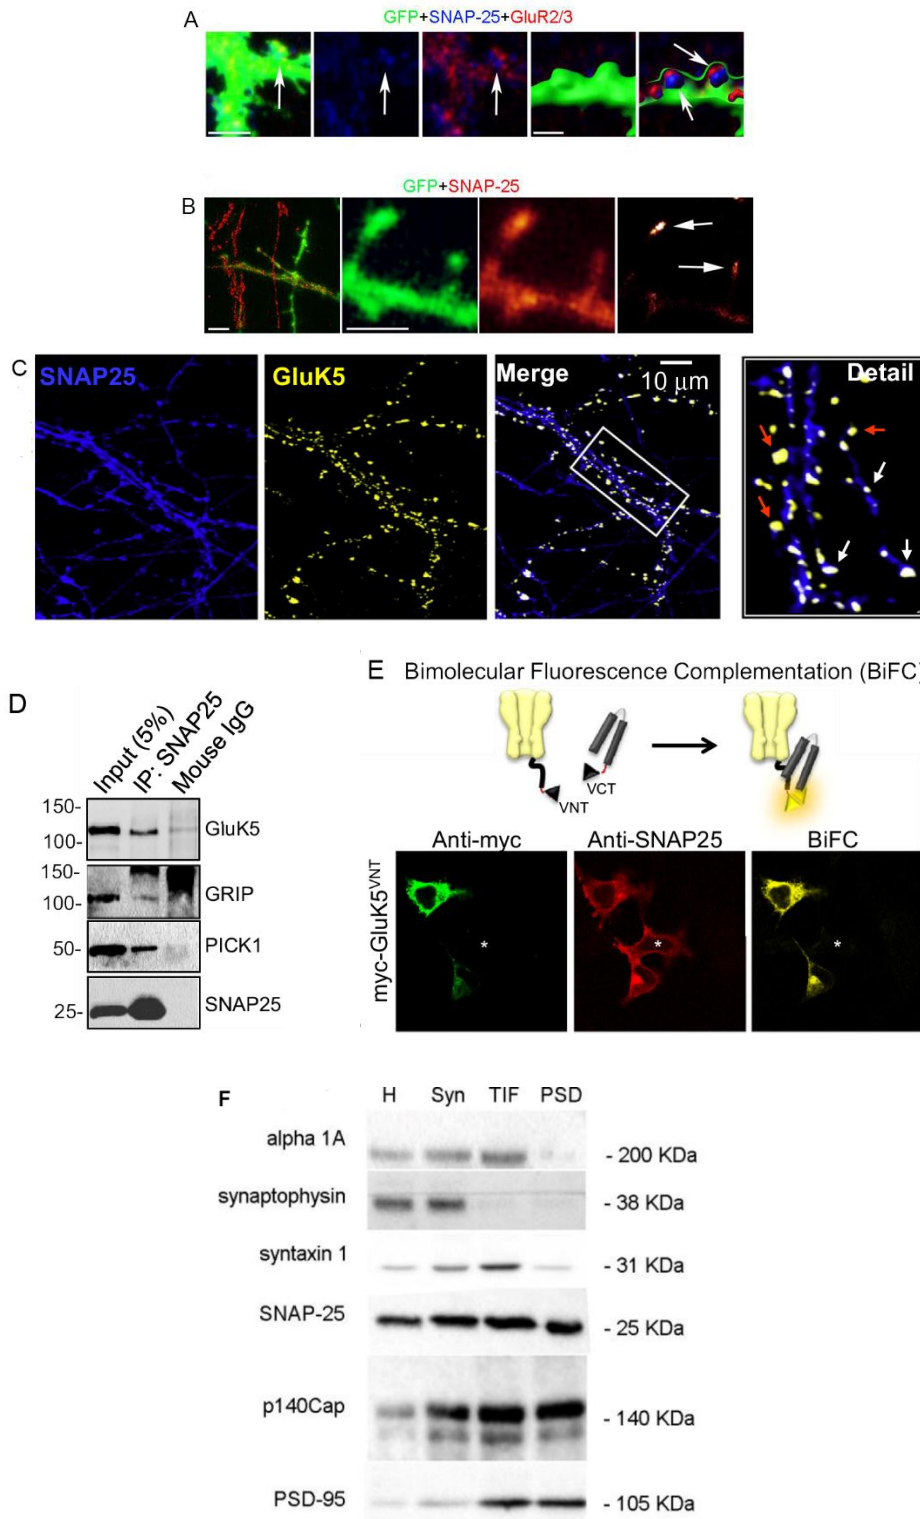 A
GFP+SNAP-25+GluR2/3
B
GFP+SNAP-25
C
SNAP25
GluK5
Merge
10 µm
Detail
D
Input (5%)
IP: SNAP25
Mouse IgG
150-
100-
GluK5
150-
100-
GRIP
50-
PICK1
25-
SNAP25
E Bimolecular Fluorescence Complementation (BiFC)
VNT
VCT
Anti-myc Anti-SNAP25 BiFC
myc-GluK5VNT
*
*
*
F
H Syn TIF PSD
alpha 1A - 200 KDa
synaptophysin - 38 KDa
syntaxin 1 - 31 KDa
SNAP-25 - 25 KDa
p140Cap - 140 KDa
PSD-95 - 105 KDa